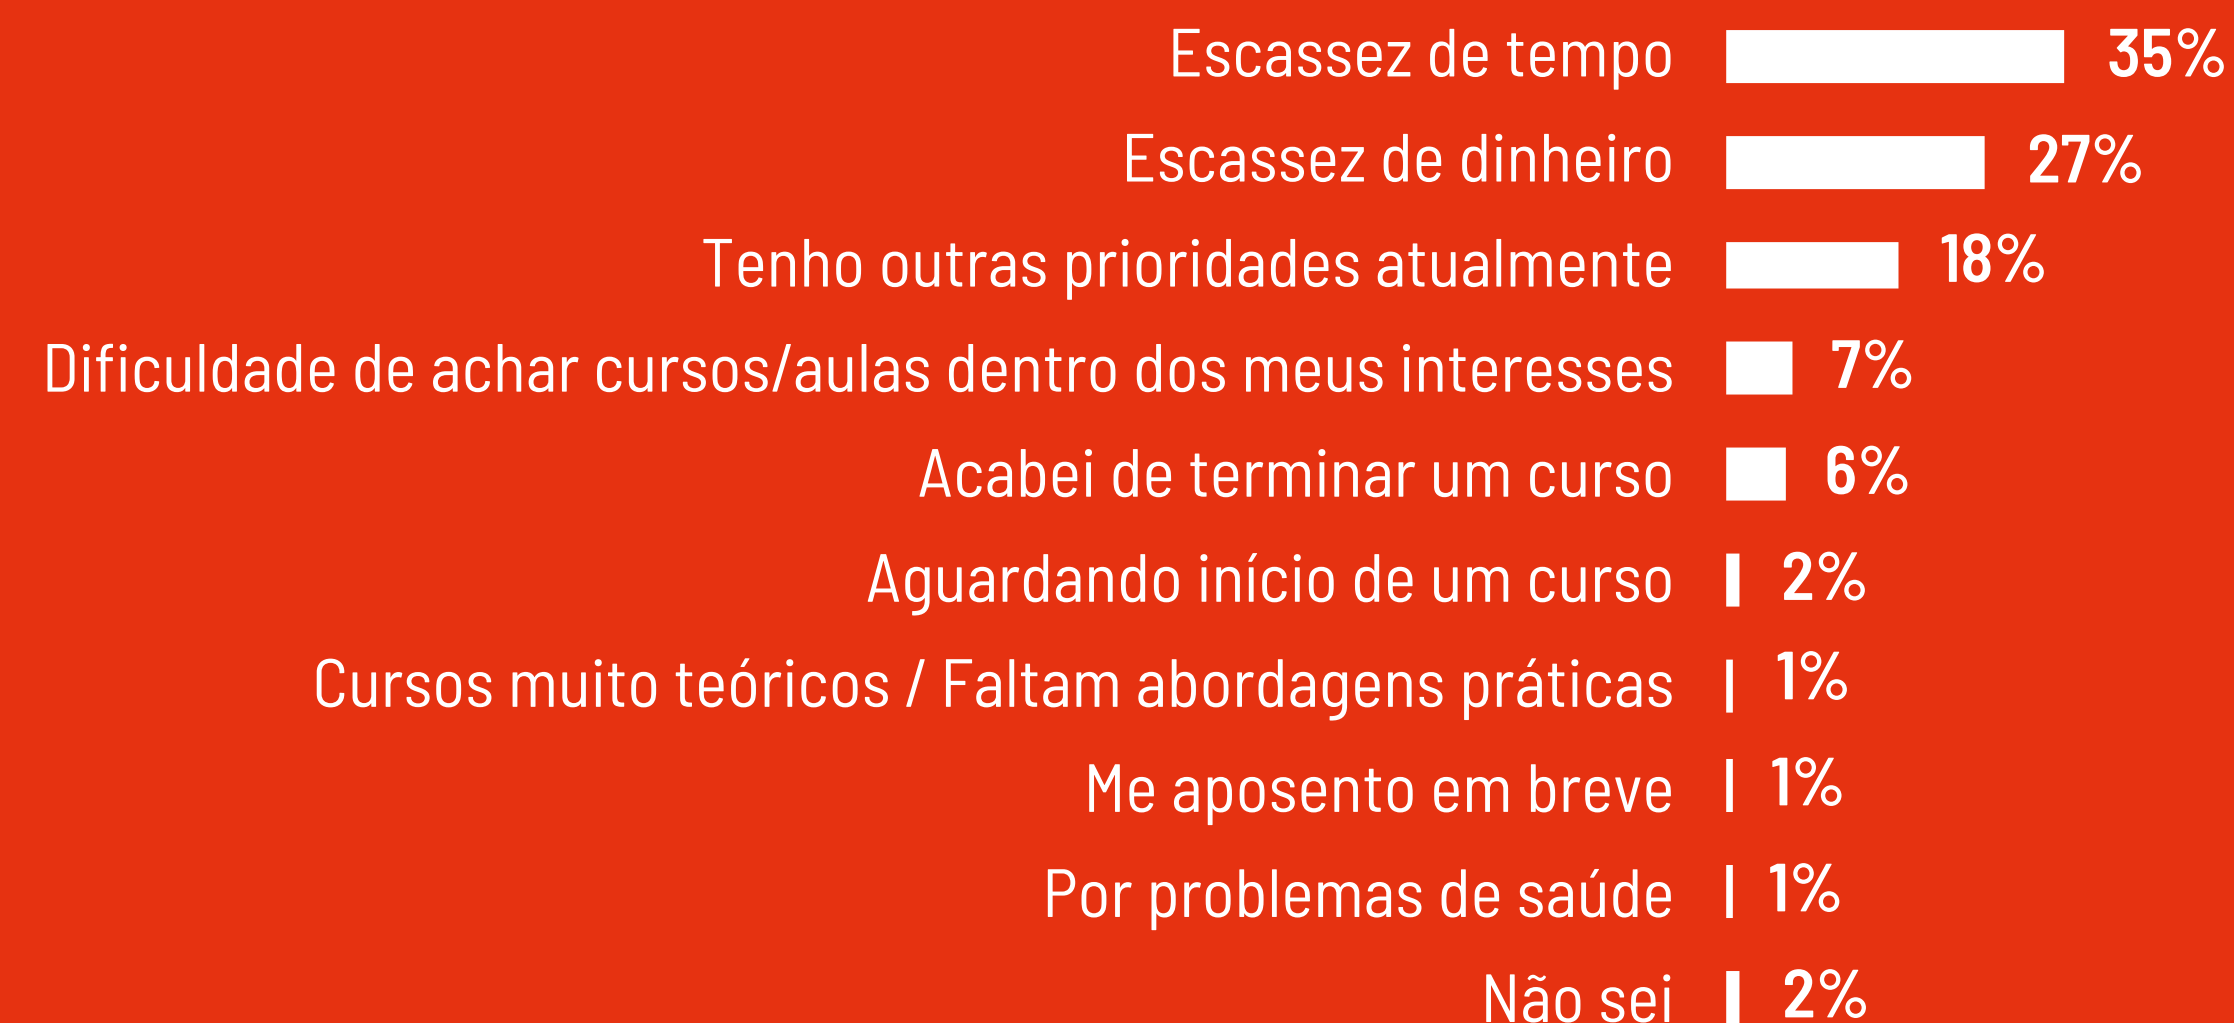 Escassez de tempo 35%
Escassez de dinheiro 27%
Tenho outras prioridades atualmente 18%
Dificuldade de achar cursos/aulas dentro dos meus interesses 7%
Acabei de terminar um curso 6%
Aguardando início de um curso 2%
Cursos muito teóricos / Faltam abordagens práticas 1%
Me aposento em breve 1%
Por problemas de saúde 1%
Não sei 2%